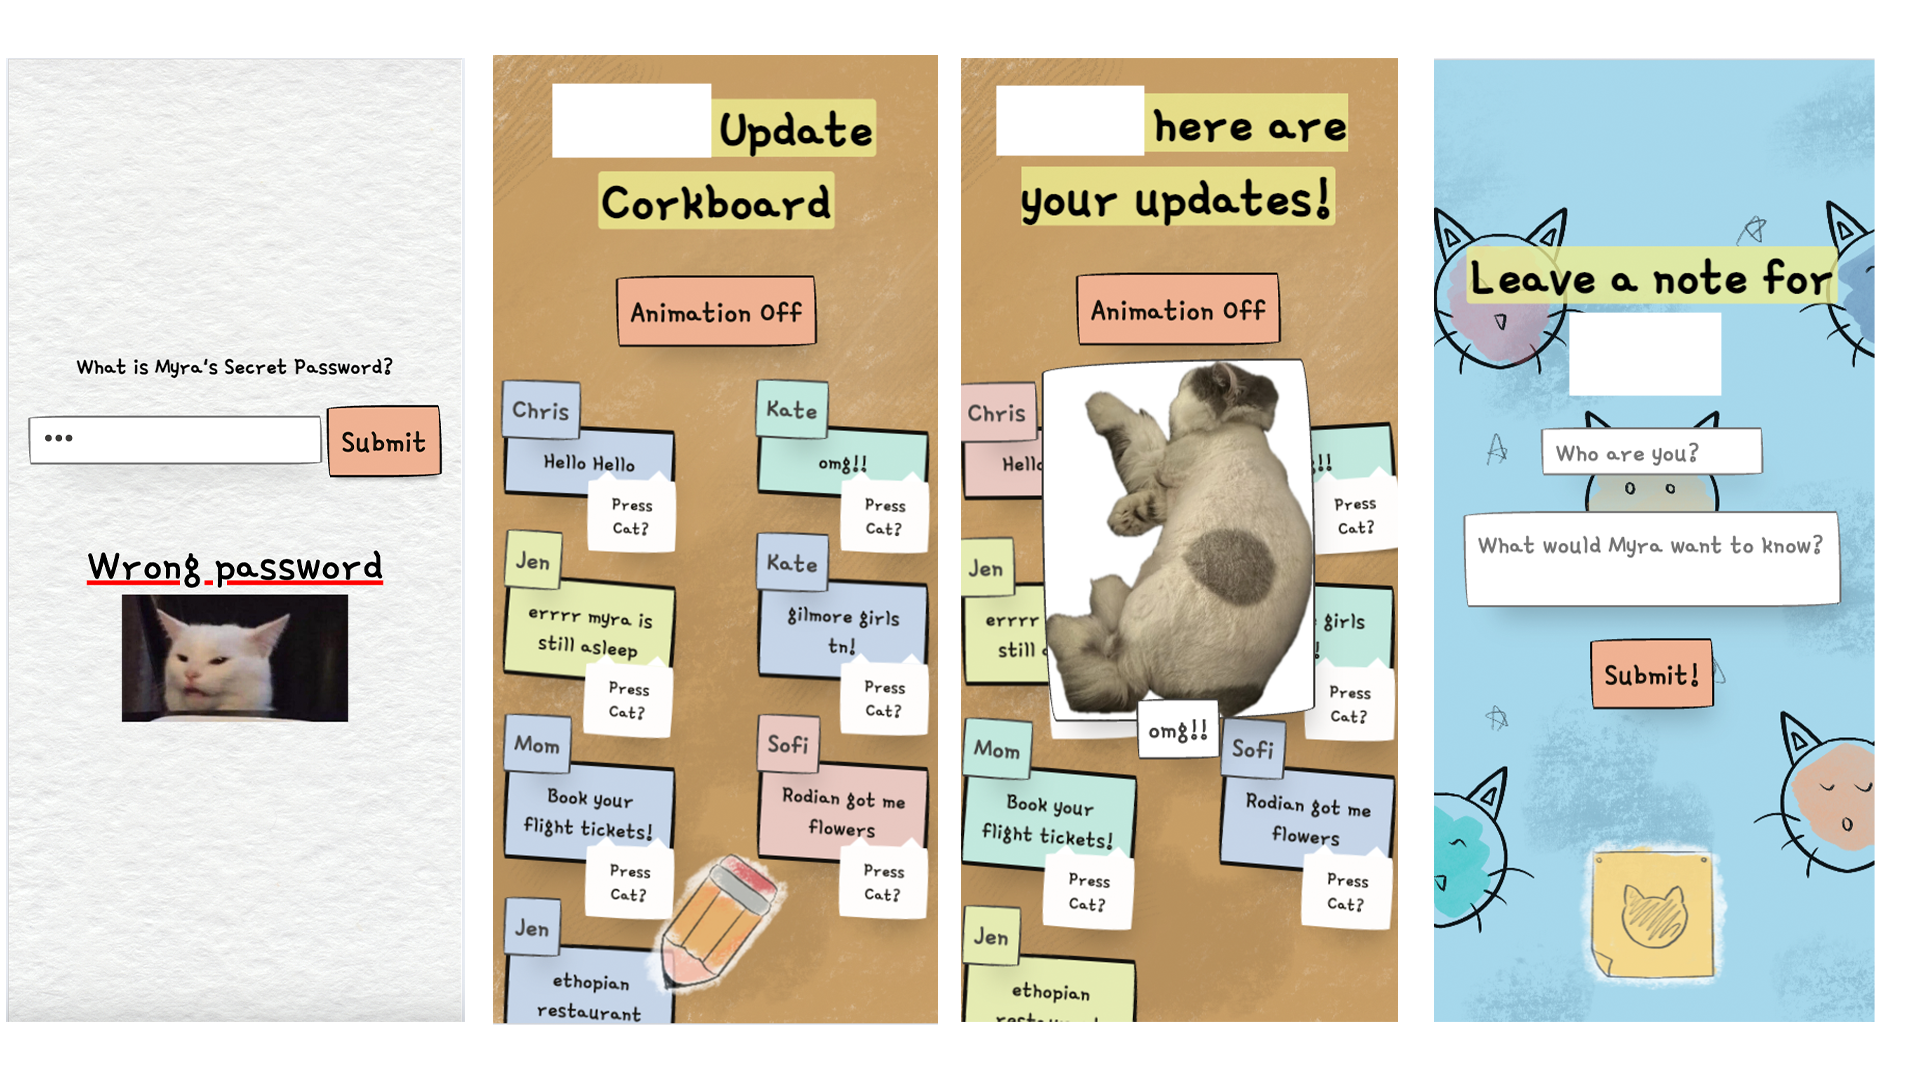 What is Myra's Secret Password?
•••
Submit
Wrong password
Update
Corkboard
Animation Off
Chris
Hello Hello
Press
Cat?
Kate
omg!!
Press
Cat?
Jen
errrr myra is
still asleep
Press
Cat?
Kate
gilmore girls
tn!
Press
Cat?
Mom
Book your
flight tickets!
Press
Cat?
Sofi
Rodian got me
flowers
Press
Cat?
Jen
ethopian
restaurant
here are
your updates!
Animation Off
Chris
Hello
!!
Press
Cat?
Jen
errrr
still
girls
!
Press
Cat?
omg!!
Mom
Book your
flight tickets!
Press
Cat?
Sofi
Rodian got me
flowers
Press
Cat?
Jen
ethopian
restaurant
Leave a note for
Who are you?
What would Myra want to know?
Submit!